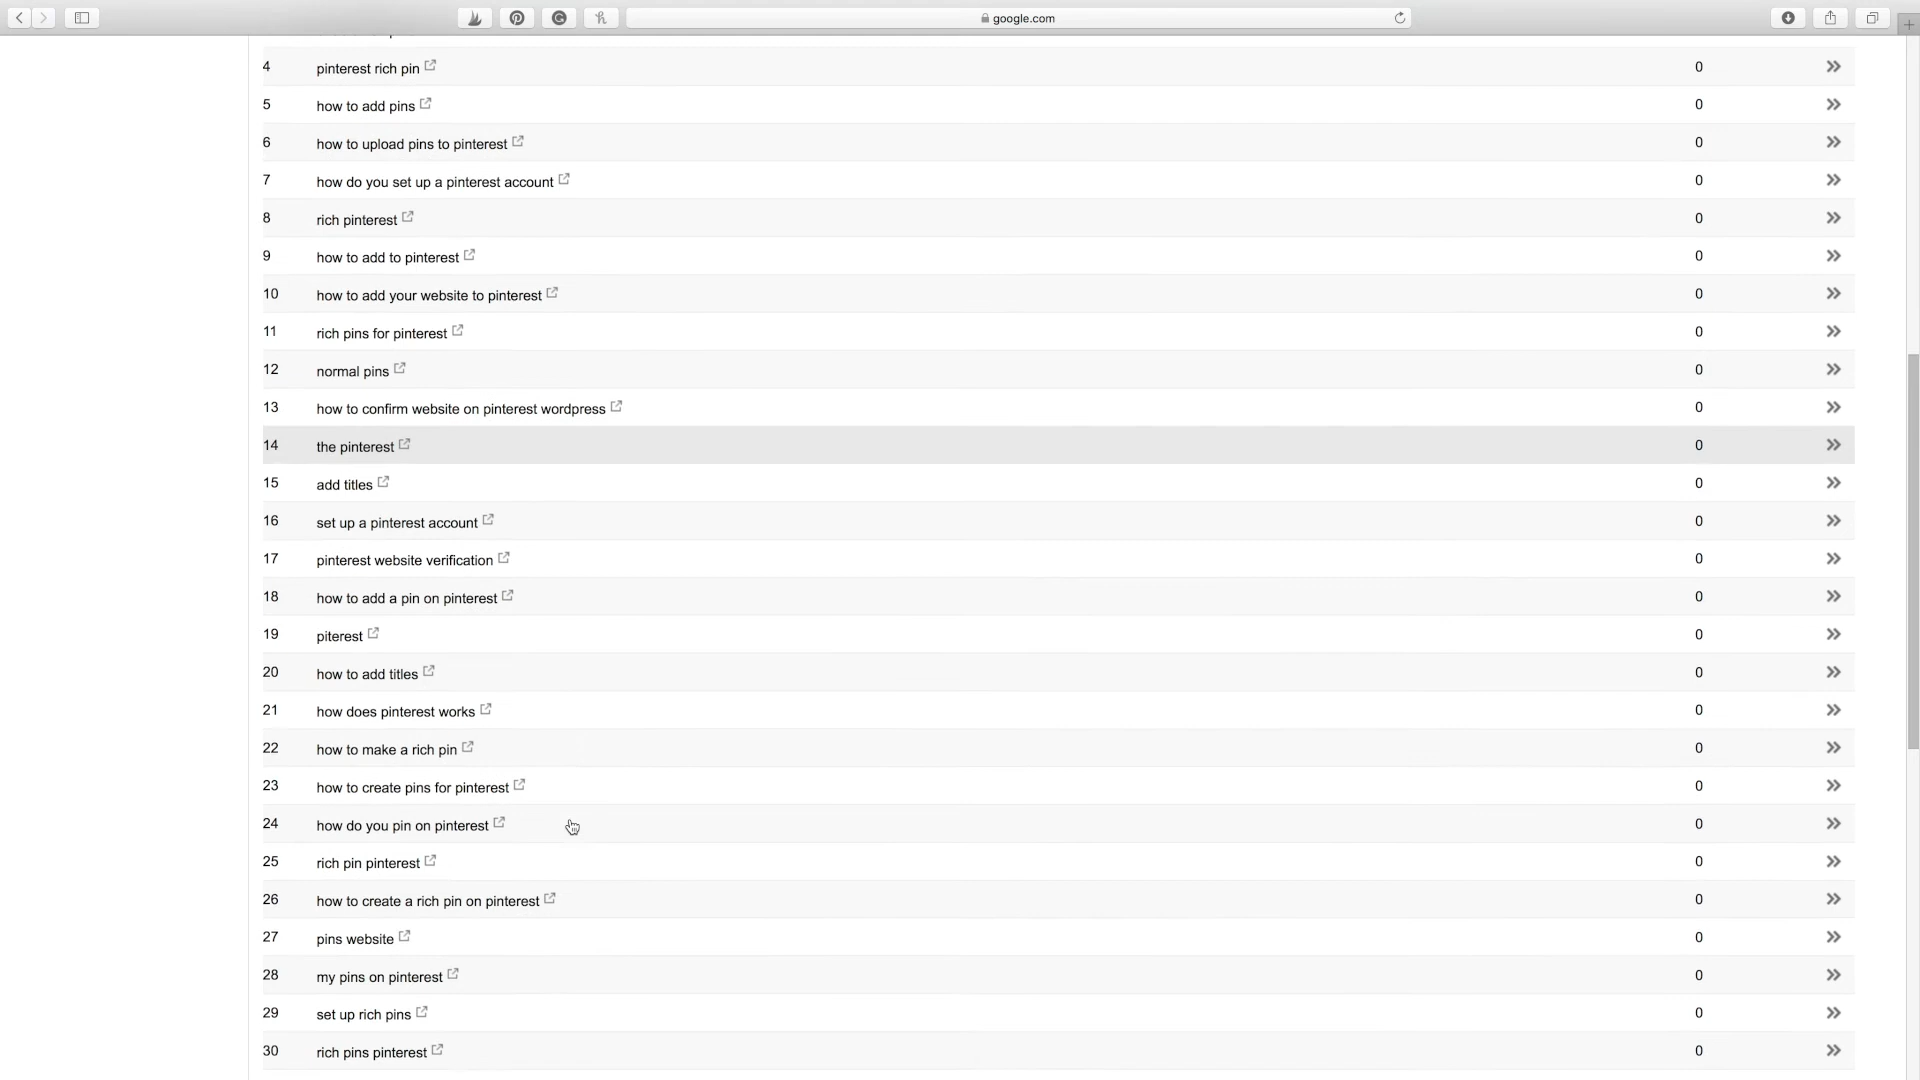 google.com
4 pinterest rich pin 0
5 how to add pins 0
6 how to upload pins to pinterest 0
7 how do you set up a pinterest account 0
8 rich pinterest 0
9 how to add to pinterest 0
10 how to add your website to pinterest 0
11 rich pins for pinterest 0
12 normal pins 0
13 how to confirm website on pinterest wordpress 0
14 the pinterest 0
15 add titles 0
16 set up a pinterest account 0
17 pinterest website verification 0
18 how to add a pin on pinterest 0
19 piterest 0
20 how to add titles 0
21 how does pinterest works 0
22 how to make a rich pin 0
23 how to create pins for pinterest 0
24 how do you pin on pinterest 0
25 rich pin pinterest 0
26 how to create a rich pin on pinterest 0
27 pins website 0
28 my pins on pinterest 0
29 set up rich pins 0
30 rich pins pinterest 0